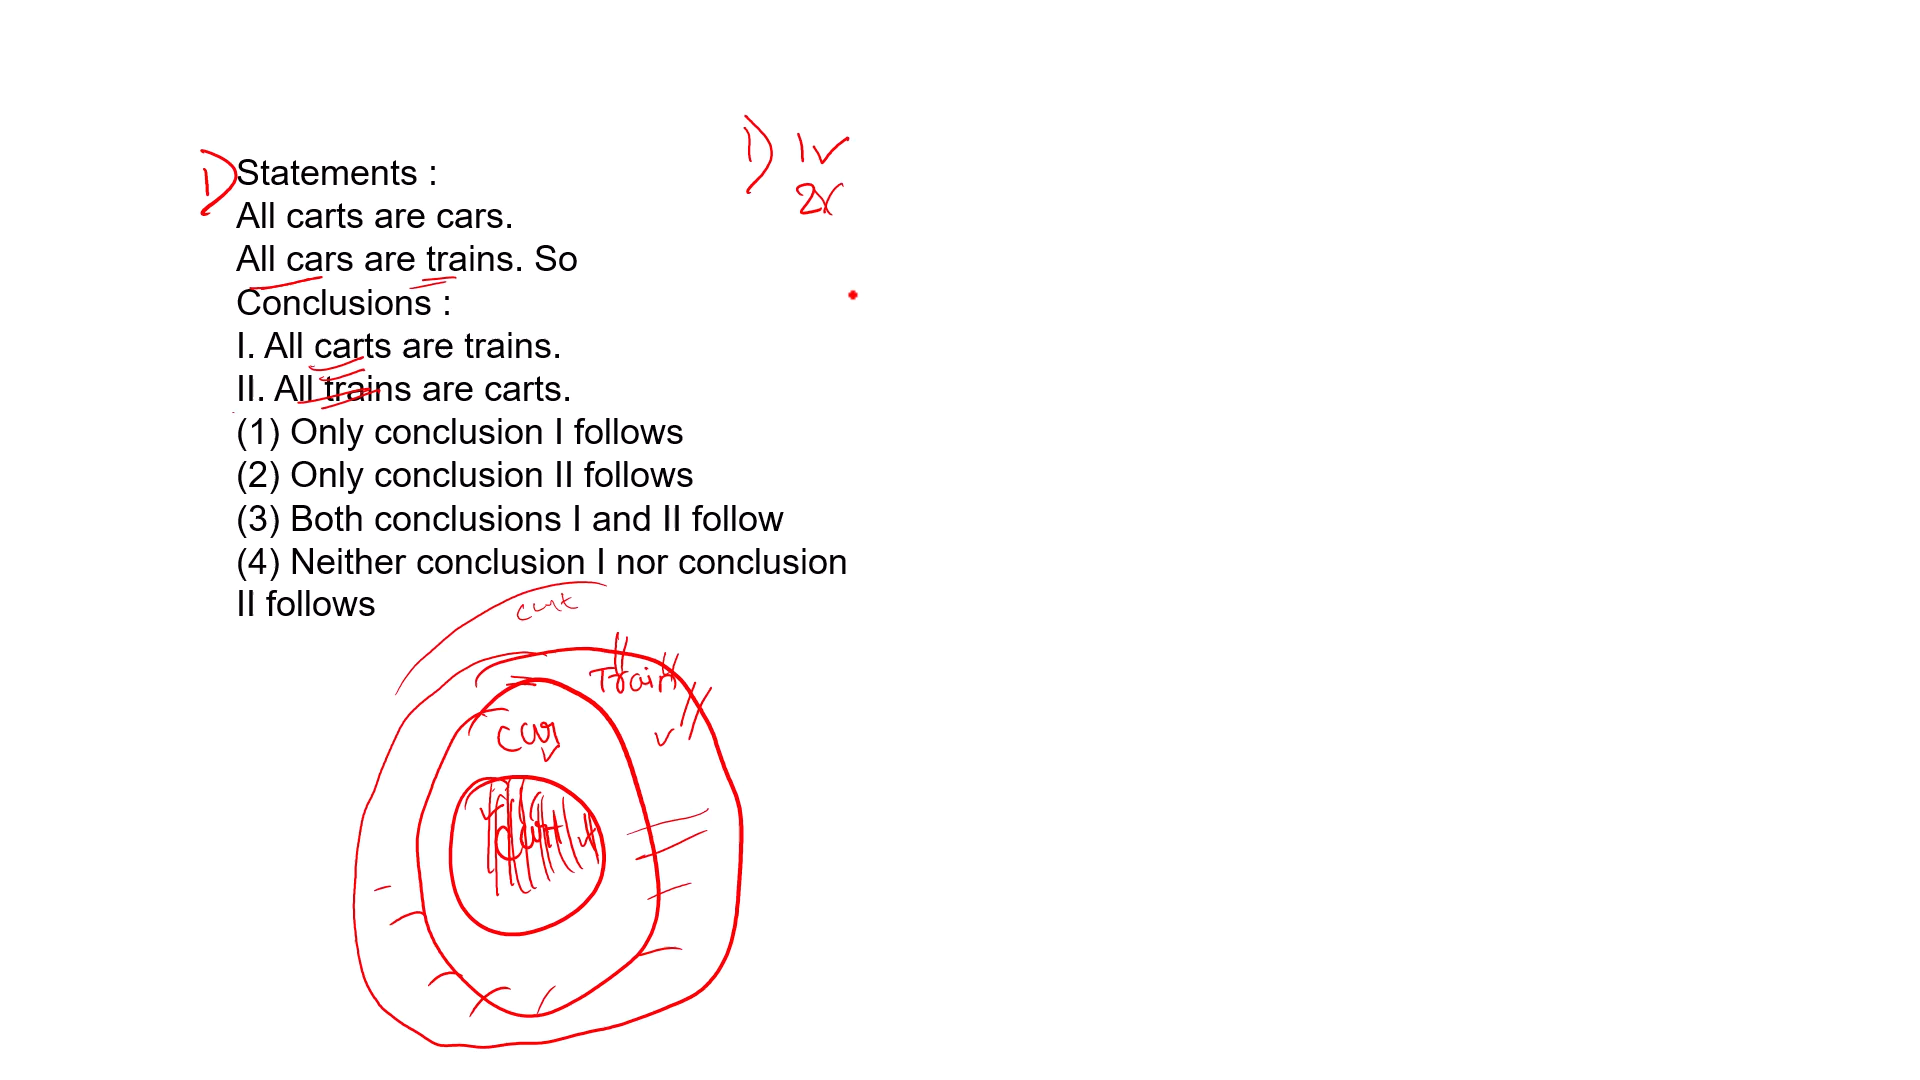 1) Statements :
All carts are cars.
All cars are trains. So
Conclusions :
I. All carts are trains.
II. All trains are carts.
(1) Only conclusion I follows
(2) Only conclusion II follows
(3) Both conclusions I and II follow
(4) Neither conclusion I nor conclusion
II follows
1) 1✓
2x
cart
Train
car
cart